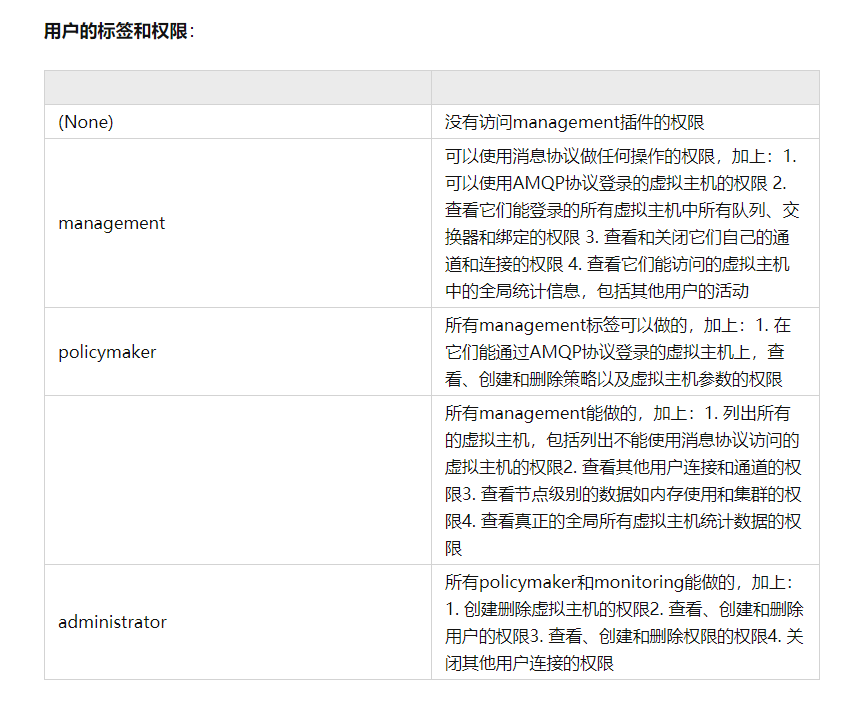 用户的标签和权限：
(None)
没有访问management插件的权限
management
可以使用消息协议做任何操作的权限，加上：1.
可以使用AMQP协议登录的虚拟主机的权限 2.
查看它们能登录的所有虚拟主机中所有队列、交
换器和绑定的权限 3. 查看和关闭它们自己的通
道和连接的权限 4. 查看它们能访问的虚拟主机
中的全局统计信息，包括其他用户的活动
policymaker
所有management标签可以做的，加上：1. 在
它们能通过AMQP协议登录的虚拟主机上，查
看、创建和删除策略以及虚拟主机参数的权限
所有management能做的，加上：1. 列出所有
的虚拟主机，包括列出不能使用消息协议访问的
虚拟主机的权限2. 查看其他用户连接和通道的权
限3. 查看节点级别的数据如内存使用和集群的权
限4. 查看真正的全局所有虚拟主机统计数据的权
限
administrator
所有policymaker和monitoring能做的，加上：
1. 创建删除虚拟主机的权限2. 查看、创建和删除
用户的权限3. 查看、创建和删除权限的权限4. 关
闭其他用户连接的权限